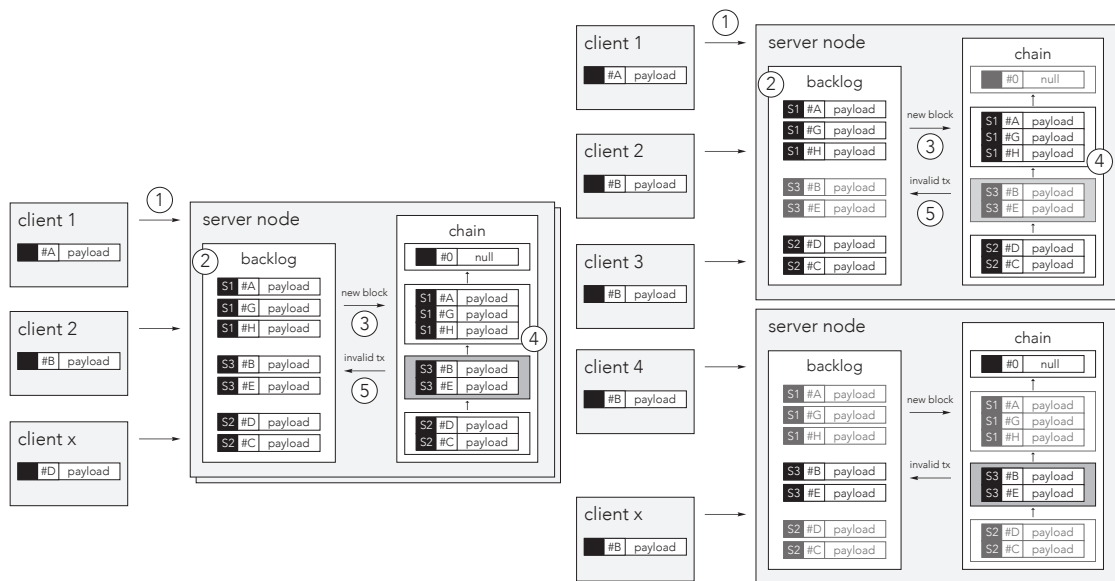 client 1
#A payload
client 2
#B payload
client x
#D payload
1
server node
2
backlog
S1 #A payload
S1 #G payload
S1 #H payload
S3 #B payload
S3 #E payload
S2 #D payload
S2 #C payload
new block
3
invalid tx
5
chain
#0 null
S1 #A payload
S1 #G payload
S1 #H payload
4
S3 #B payload
S3 #E payload
S2 #D payload
S2 #C payload
client 1
#A payload
client 2
#B payload
client 3
#B payload
client 4
#B payload
client x
#B payload
1
server node
2
backlog
S1 #A payload
S1 #G payload
S1 #H payload
S3 #B payload
S3 #E payload
S2 #D payload
S2 #C payload
new block
3
invalid tx
5
chain
#0 null
S1 #A payload
S1 #G payload
S1 #H payload
4
S3 #B payload
S3 #E payload
S2 #D payload
S2 #C payload
server node
backlog
S1 #A payload
S1 #G payload
S1 #H payload
S3 #B payload
S3 #E payload
S2 #D payload
S2 #C payload
new block
invalid tx
chain
#0 null
S1 #A payload
S1 #G payload
S1 #H payload
S3 #B payload
S3 #E payload
S2 #D payload
S2 #C payload